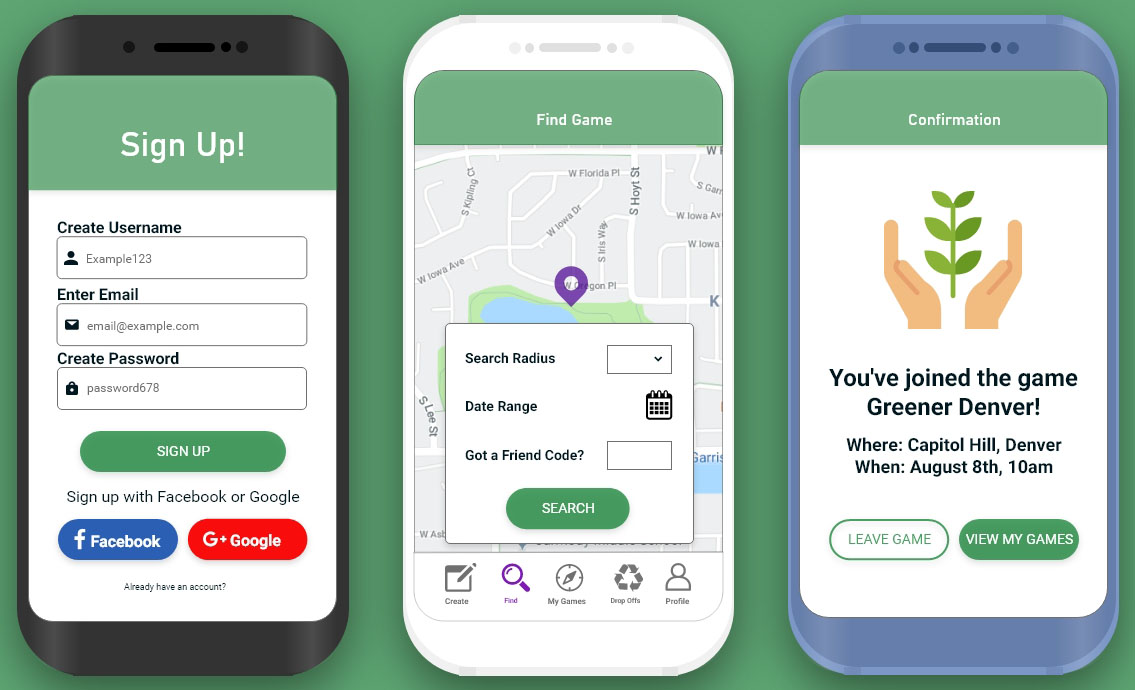 Sign Up!
Create Username
Example123
Enter Email
email@example.com
Create Password
password678
SIGN UP
Sign up with Facebook or Google
Facebook
G+ Google
Already have an account?
Find Game
W Florida Pl
S Kipling Ct
S Hoyt St
S Garr
W Iowa Dr
W Iowa Av
S Iris Way
W Iowa
W Iowa Ave
W Oregon Pl
K
S Lee St
Garris
W Asb
Search Radius
Date Range
Got a Friend Code?
SEARCH
Create
Find
My Games
Drop Offs
Profile
Confirmation
You've joined the game
Greener Denver!
Where: Capitol Hill, Denver
When: August 8th, 10am
LEAVE GAME
VIEW MY GAMES